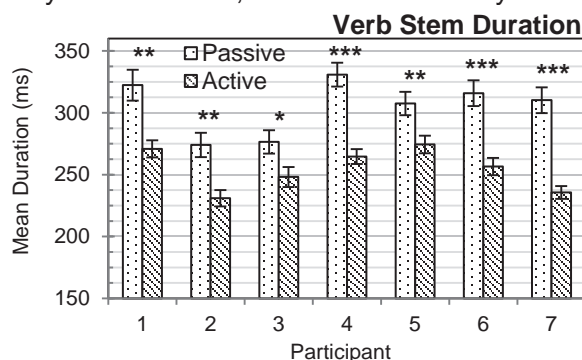 Verb Stem Duration
350
300
250
200
150
Mean Duration (ms)
Passive
Active
** ** * *** ** *** ***
1 2 3 4 5 6 7
Participant